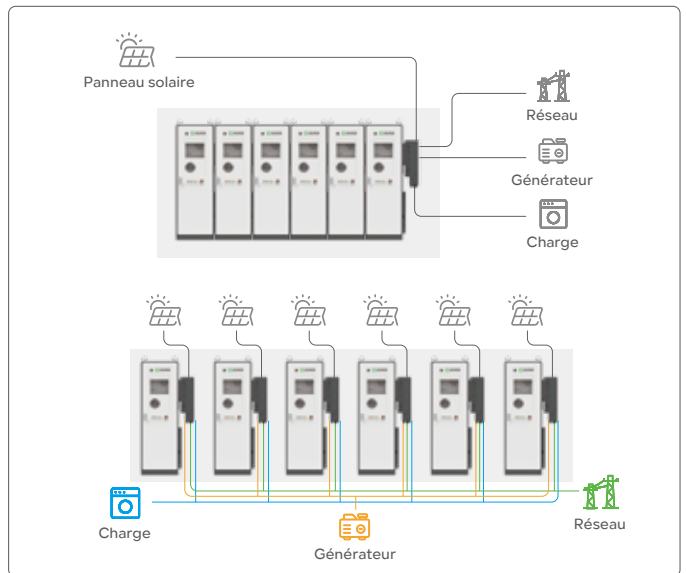 Panneau solaire
Réseau
Générateur
Charge
Charge
Réseau
Générateur